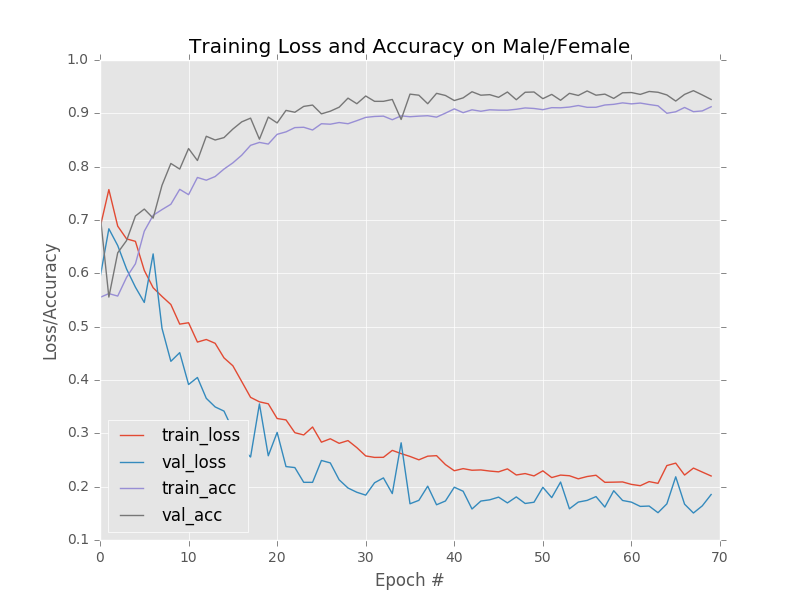 Training Loss and Accuracy on Male/Female
1.0
0.9
0.8
0.7
0.6
0.5
0.4
0.3
0.2
0.1
Loss/Accuracy
train_loss
val_loss
train_acc
val_acc
0 10 20 30 40 50 60 70
Epoch #